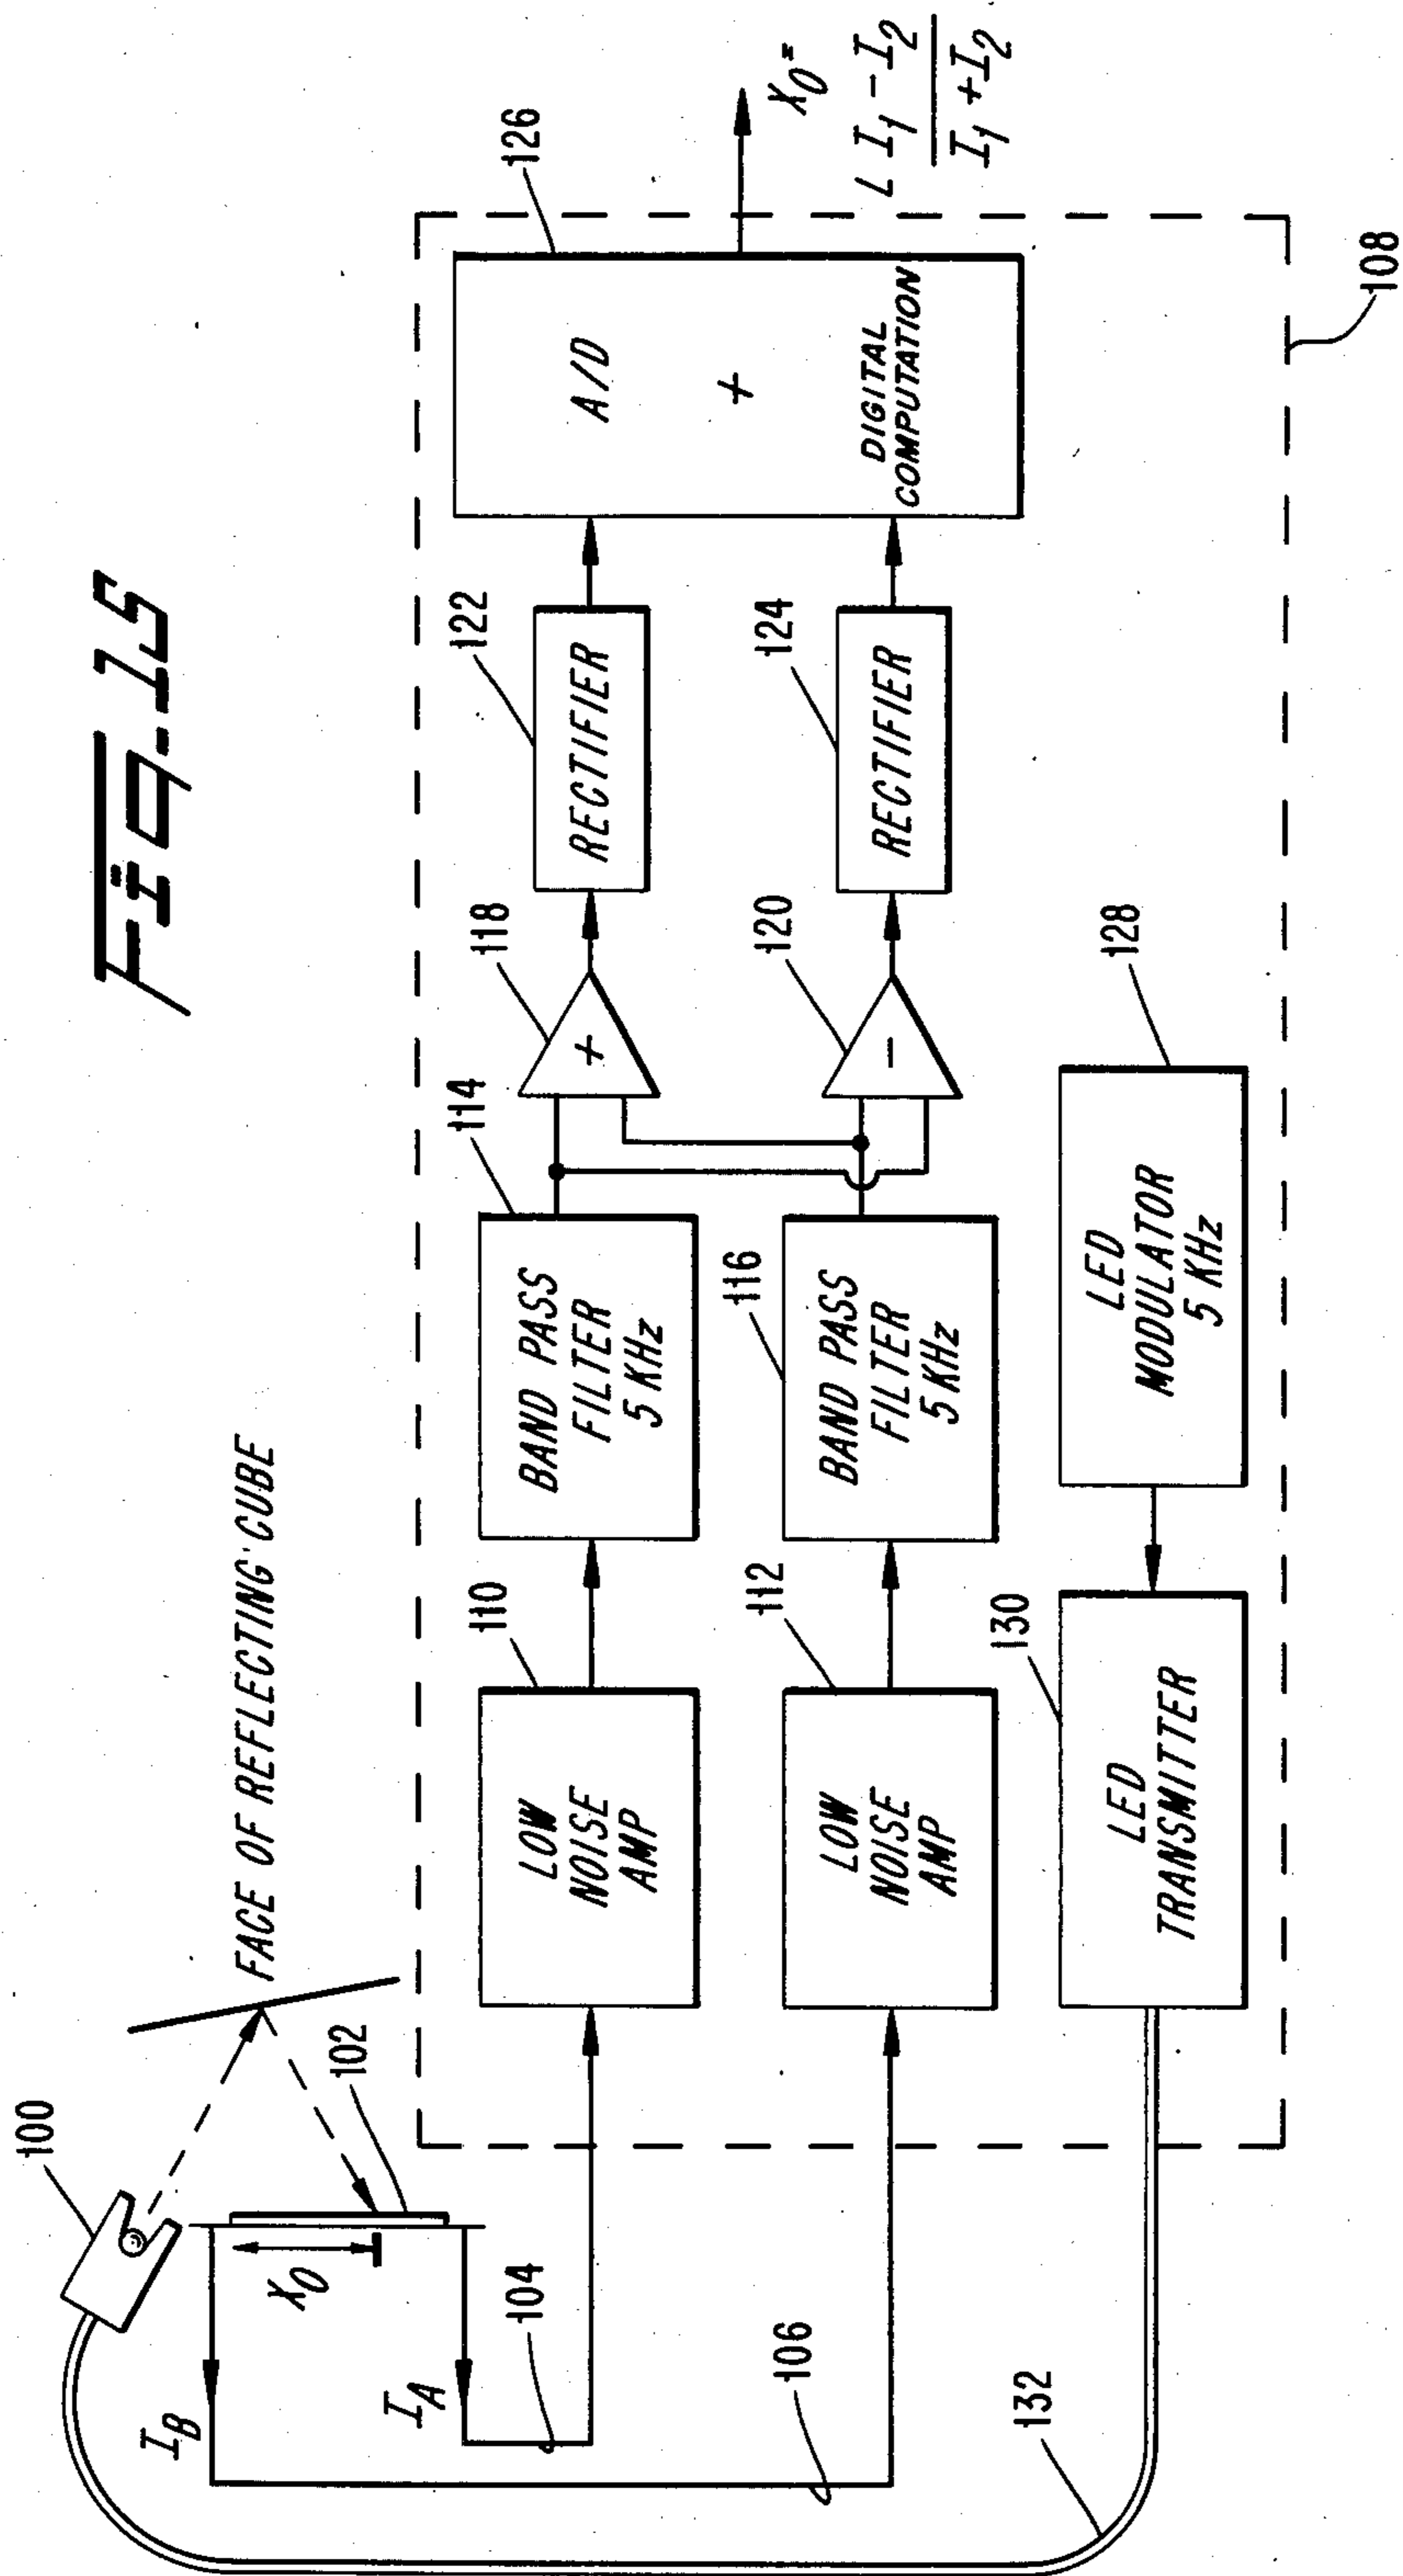 Fig. 15
100
FACE OF REFLECTING CUBE
102
X0
IB
IA
104
106
132
108
110
LOW
NOISE
AMP
112
LOW
NOISE
AMP
114
BAND PASS
FILTER
5 KHz
116
BAND PASS
FILTER
5 KHz
118
+
120
−
122
RECTIFIER
124
RECTIFIER
126
A/D
+
DIGITAL
COMPUTATION
X0 =
L I1 - I2
I1 + I2
128
LED
MODULATOR
5 KHz
130
LED
TRANSMITTER